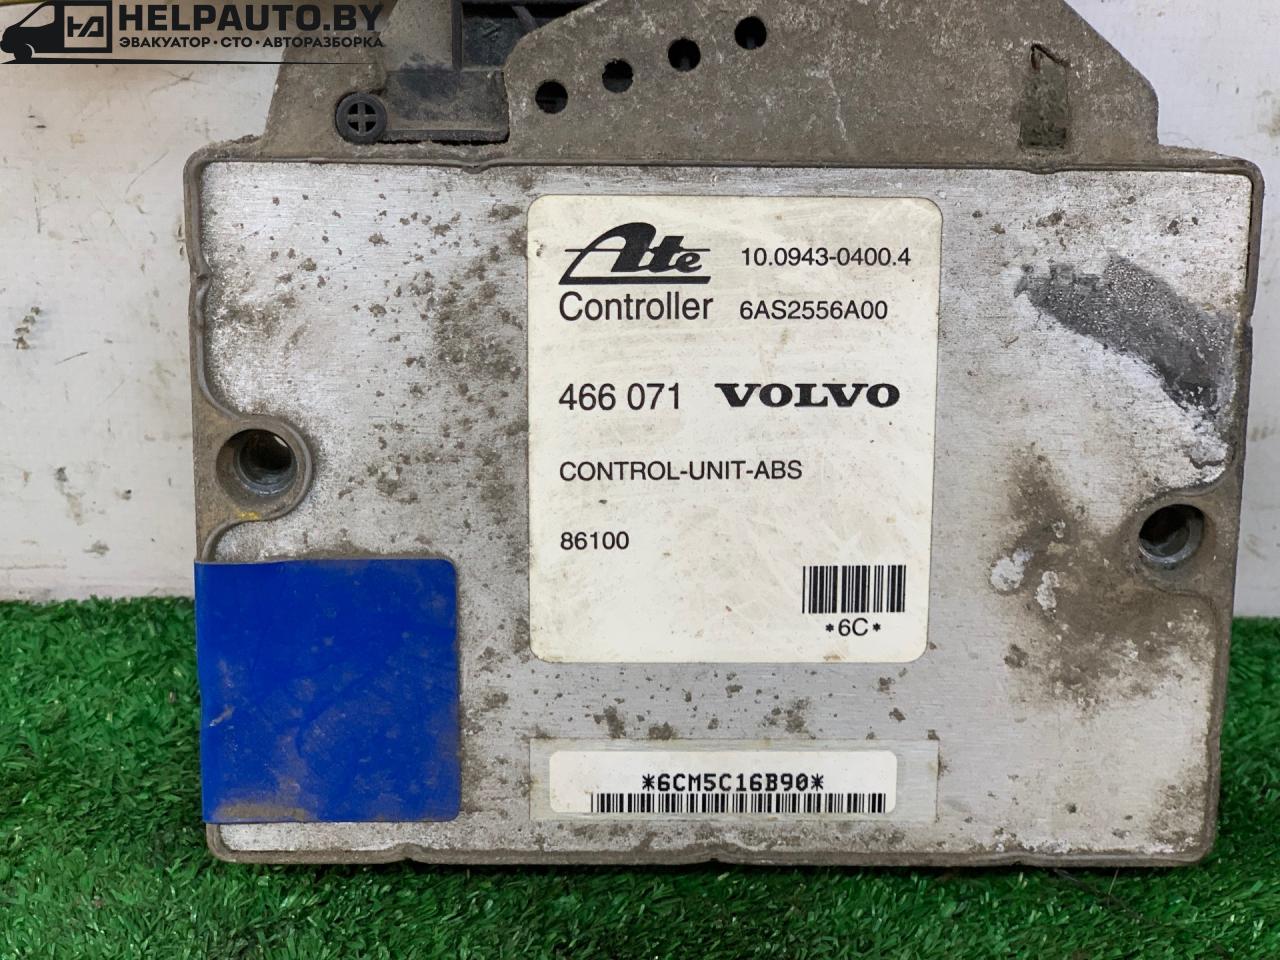 HELPAUTO.BY
ЭВАКУАТОР • СТО • АВТОРАЗБОРКА
Ate 10.0943-0400.4
Controller 6AS2556A00
466 071 VOLVO
CONTROL-UNIT-ABS
86100
*6C*
*6CM5C16B90*